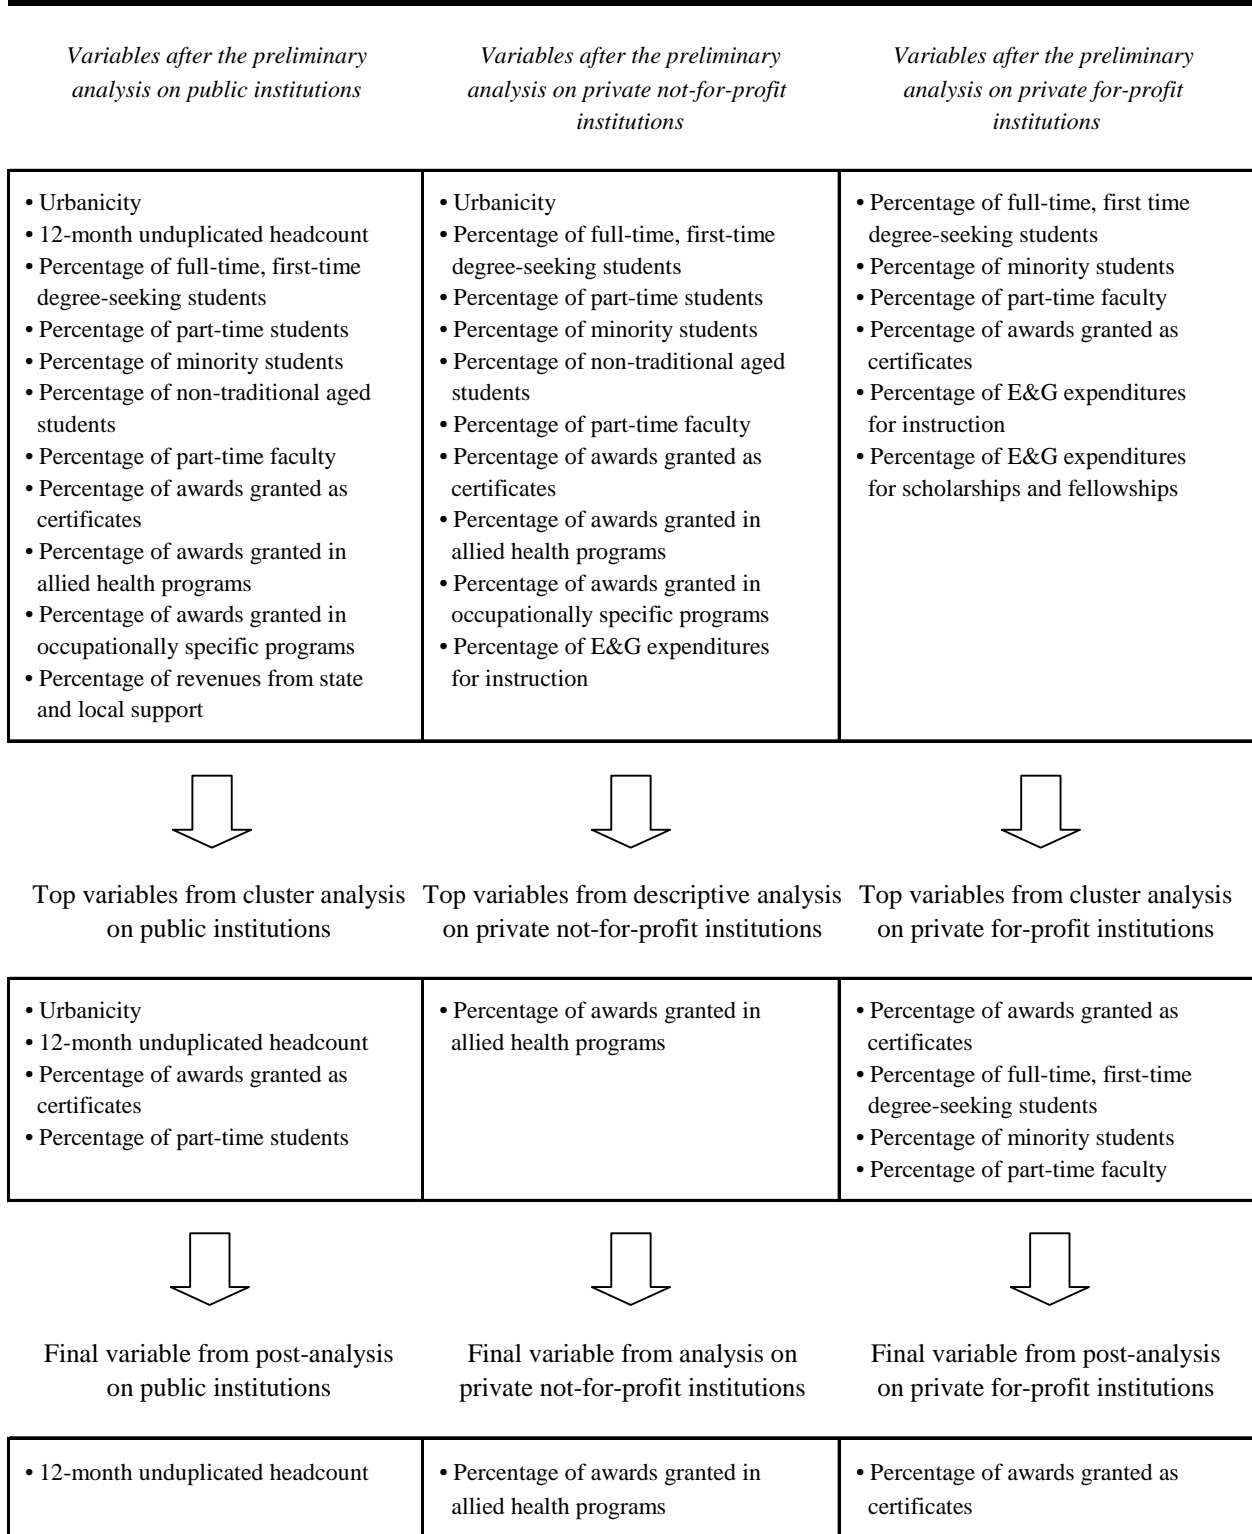 Variables after the preliminary
analysis on public institutions
Variables after the preliminary
analysis on private not-for-profit
institutions
Variables after the preliminary
analysis on private for-profit
institutions
• Urbanicity
• 12-month unduplicated headcount
• Percentage of full-time, first-time
degree-seeking students
• Percentage of part-time students
• Percentage of minority students
• Percentage of non-traditional aged
students
• Percentage of part-time faculty
• Percentage of awards granted as
certificates
• Percentage of awards granted in
allied health programs
• Percentage of awards granted in
occupationally specific programs
• Percentage of revenues from state
and local support
• Urbanicity
• Percentage of full-time, first-time
degree-seeking students
• Percentage of part-time students
• Percentage of minority students
• Percentage of non-traditional aged
students
• Percentage of part-time faculty
• Percentage of awards granted as
certificates
• Percentage of awards granted in
allied health programs
• Percentage of awards granted in
occupationally specific programs
• Percentage of E&G expenditures
for instruction
• Percentage of full-time, first time
degree-seeking students
• Percentage of minority students
• Percentage of part-time faculty
• Percentage of awards granted as
certificates
• Percentage of E&G expenditures
for instruction
• Percentage of E&G expenditures
for scholarships and fellowships
Top variables from cluster analysis
on public institutions
Top variables from descriptive analysis
on private not-for-profit institutions
Top variables from cluster analysis
on private for-profit institutions
• Urbanicity
• 12-month unduplicated headcount
• Percentage of awards granted as
certificates
• Percentage of part-time students
• Percentage of awards granted in
allied health programs
• Percentage of awards granted as
certificates
• Percentage of full-time, first-time
degree-seeking students
• Percentage of minority students
• Percentage of part-time faculty
Final variable from post-analysis
on public institutions
Final variable from analysis on
private not-for-profit institutions
Final variable from post-analysis
on private for-profit institutions
• 12-month unduplicated headcount
• Percentage of awards granted in
allied health programs
• Percentage of awards granted as
certificates